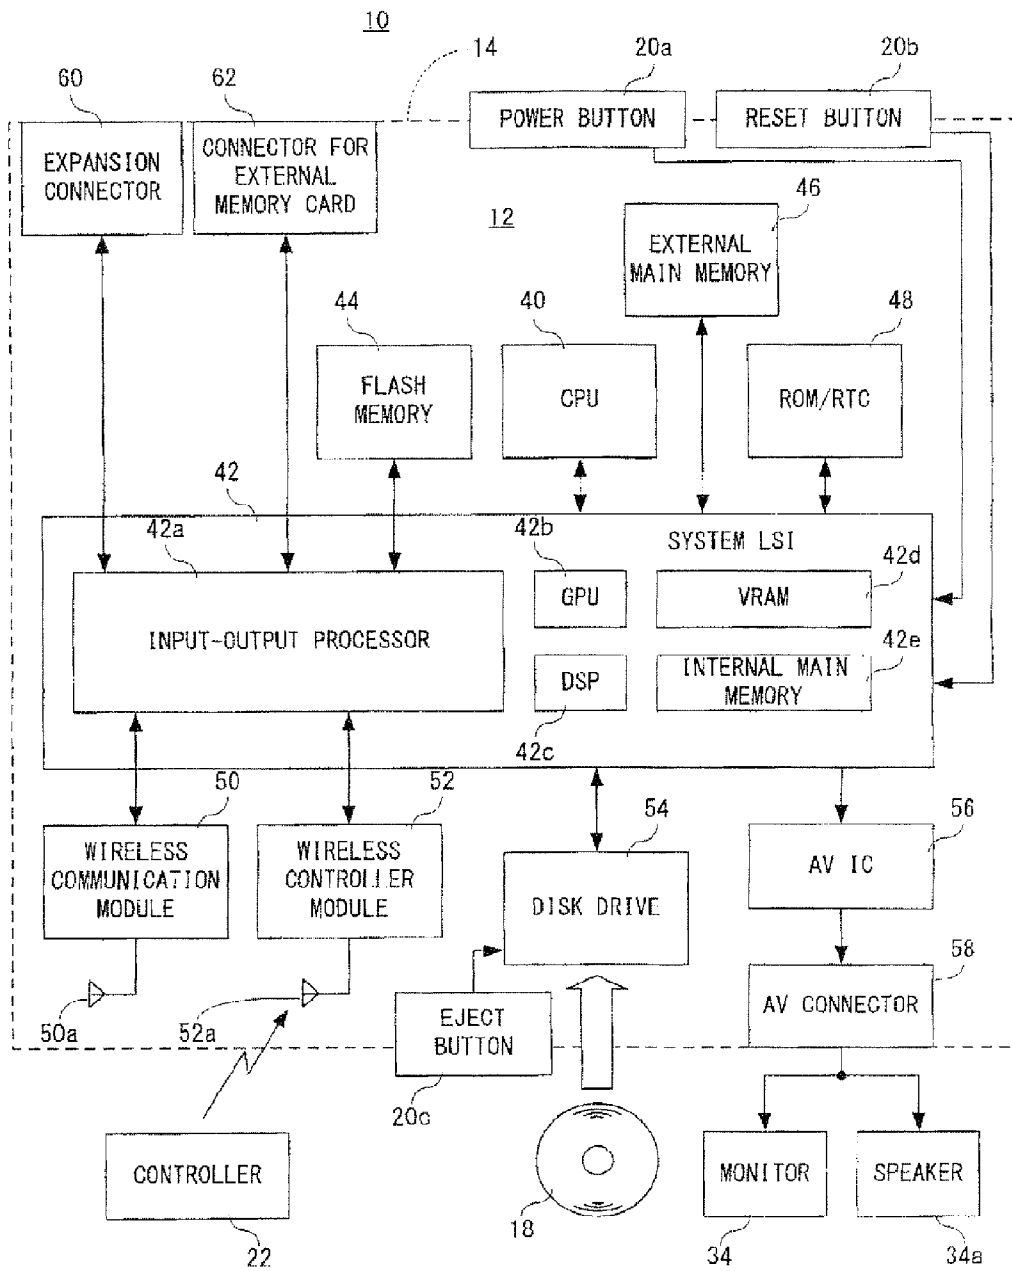 10
14
20a
20b
60
62
POWER BUTTON
RESET BUTTON
EXPANSION
CONNECTOR
CONNECTOR FOR
EXTERNAL
MEMORY CARD
12
46
EXTERNAL
MAIN MEMORY
44
40
48
FLASH
MEMORY
CPU
ROM/RTC
42
42a
42b
SYSTEM LSI
42d
GPU
VRAM
INPUT-OUTPUT PROCESSOR
42e
DSP
INTERNAL MAIN
MEMORY
42c
50
52
54
56
WIRELESS
COMMUNICATION
MODULE
WIRELESS
CONTROLLER
MODULE
DISK DRIVE
AV IC
58
50a
52a
EJECT
BUTTON
AV CONNECTOR
20c
CONTROLLER
MONITOR
SPEAKER
18
22
34
34a